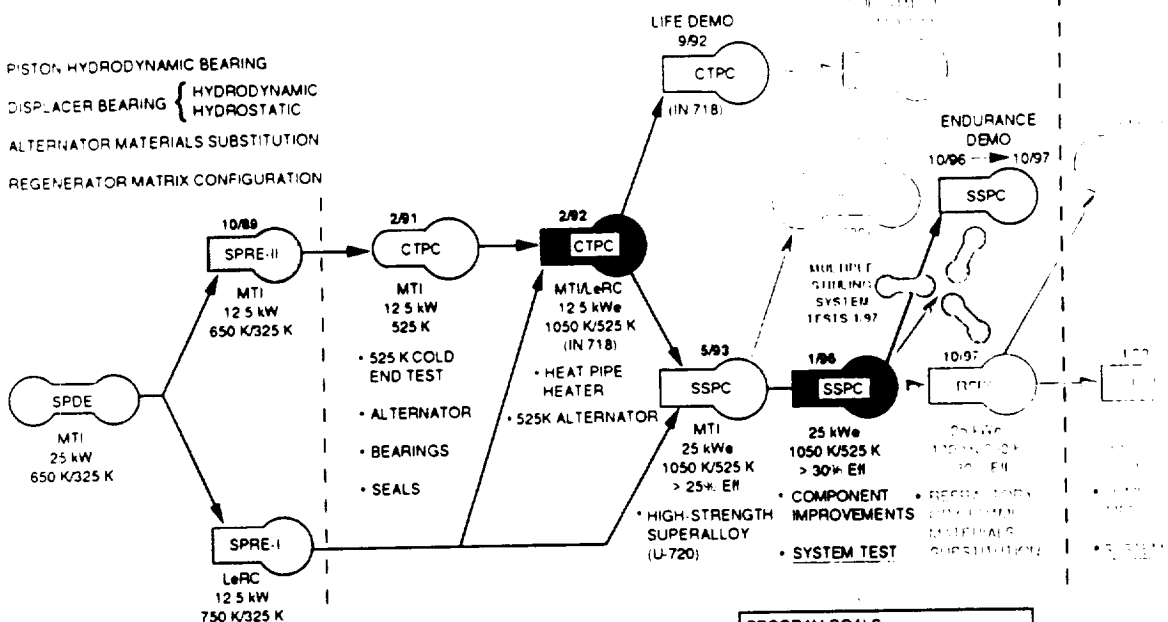 PISTON HYDRODYNAMIC BEARING
DISPLACER BEARING { HYDRODYNAMIC
HYDROSTATIC
ALTERNATOR MATERIALS SUBSTITUTION
REGENERATOR MATRIX CONFIGURATION
SPDE
MTI
25 kW
650 K/325 K
10/89
SPRE-II
MTI
12.5 kW
650 K/325 K
SPRE-I
LeRC
12.5 kW
750 K/325 K
2/91
CTPC
MTI
12.5 kW
525 K
• 525 K COLD
END TEST
• ALTERNATOR
• BEARINGS
• SEALS
2/92
CTPC
MTI/LeRC
12.5 kWe
1050 K/525 K
(IN 718)
• HEAT PIPE
HEATER
• 525K ALTERNATOR
LIFE DEMO
9/92
CTPC
(IN 718)
5/93
SSPC
MTI
25 kWe
1050 K/525 K
> 25% Eff
• HIGH-STRENGTH
SUPERALLOY
(U-720)
1/96
SSPC
25 kWe
1050 K/525 K
> 30% Eff
• COMPONENT
IMPROVEMENTS
• SYSTEM TEST
ENDURANCE
DEMO
10/96 10/97
SSPC
MULTIPLE
STIRLING
SYSTEM
TESTS 1/97
10/97
25 kWe
• REFRACTORY
MATERIALS
SUBSTITUTION
PROGRAM GOALS